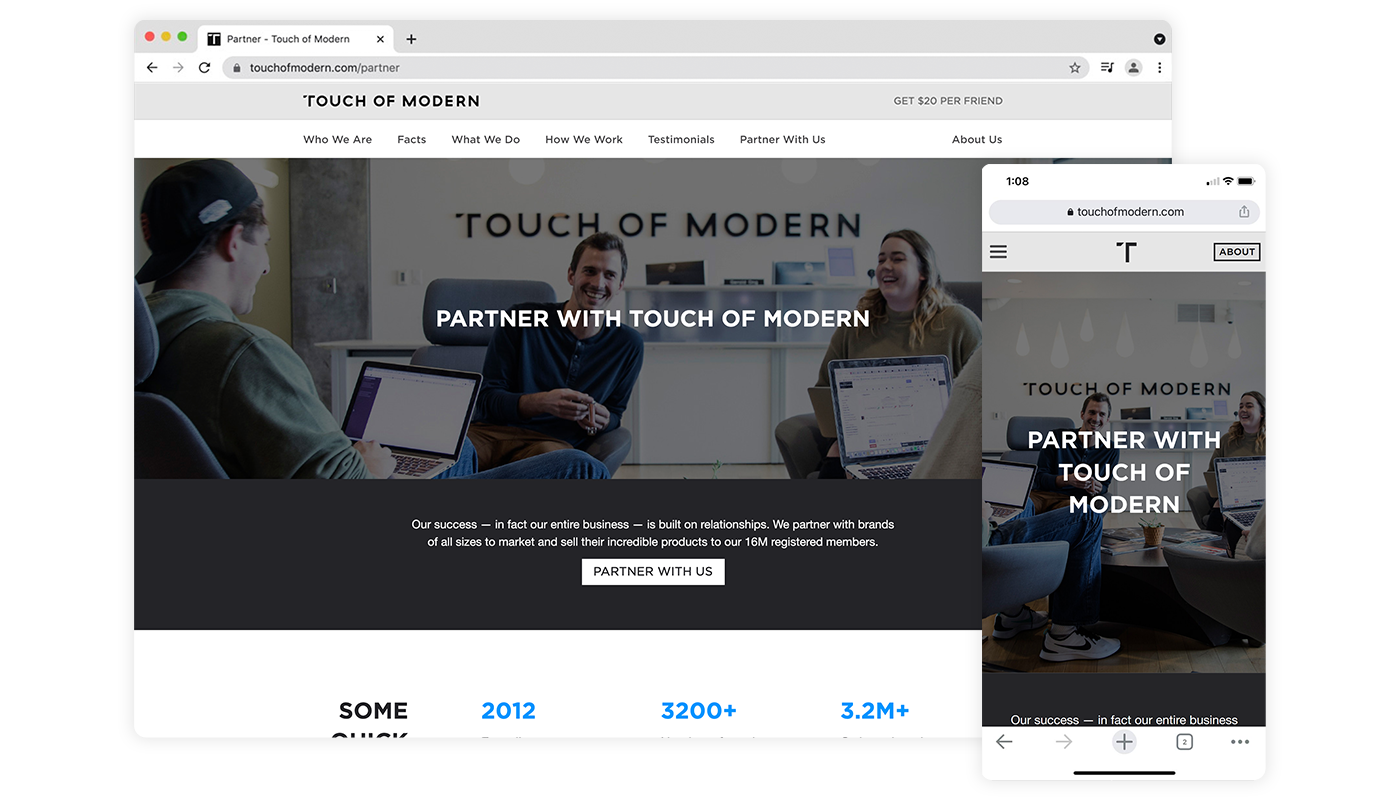 Partner - Touch of Modern
touchofmodern.com/partner
TOUCH OF MODERN
GET $20 PER FRIEND
Who We Are Facts What We Do How We Work Testimonials Partner With Us About Us
TOUCH OF MODERN
PARTNER WITH TOUCH OF MODERN
Our success — in fact our entire business — is built on relationships. We partner with brands
of all sizes to market and sell their incredible products to our 16M registered members.
PARTNER WITH US
SOME
QUICK
2012
3200+
3.2M+
1:08
touchofmodern.com
T
ABOUT
TOUCH OF MODERN
PARTNER WITH
TOUCH OF
MODERN
Our success — in fact our entire business
2